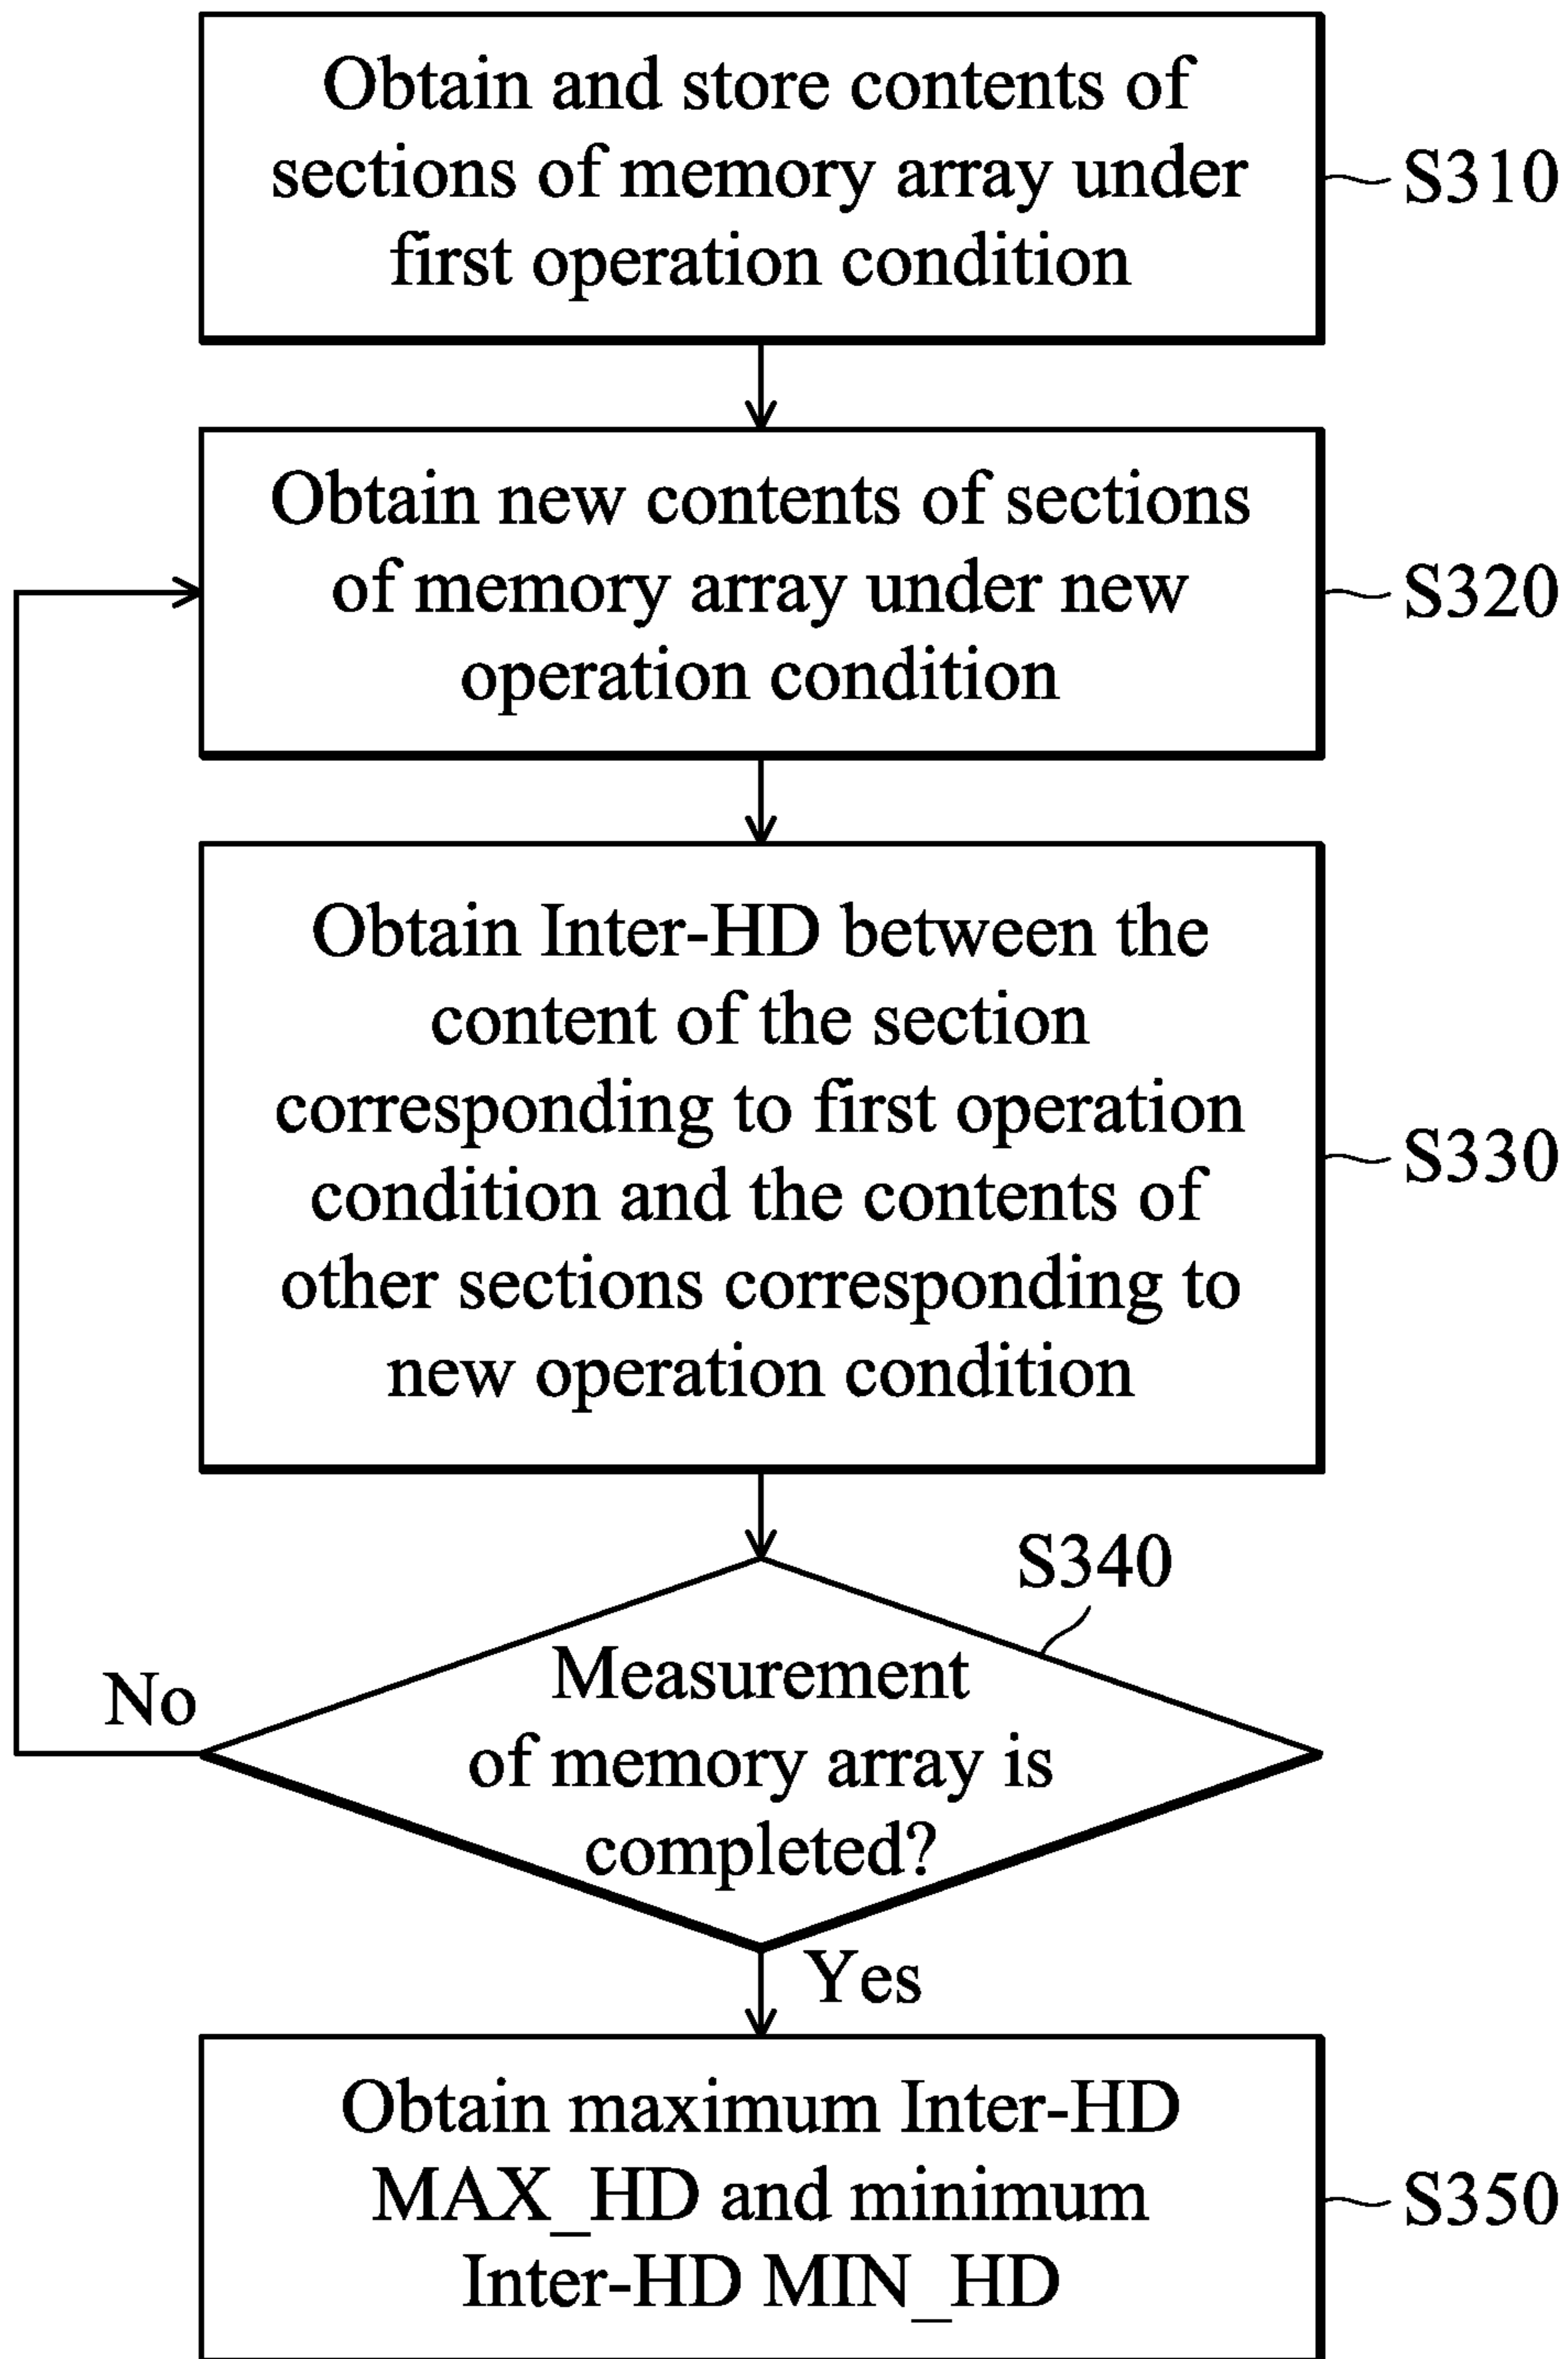 Obtain and store contents of
sections of memory array under
first operation condition
S310
Obtain new contents of sections
of memory array under new
operation condition
S320
Obtain Inter-HD between the
content of the section
corresponding to first operation
condition and the contents of
other sections corresponding to
new operation condition
S330
S340
Measurement
of memory array is
completed?
No
Yes
Obtain maximum Inter-HD
MAX_HD and minimum
Inter-HD MIN_HD
S350